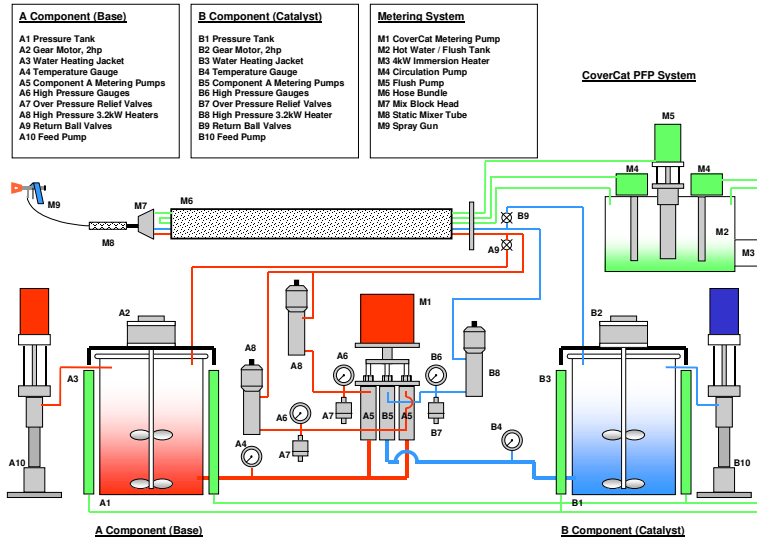 A Component (Base)
A1 Pressure Tank
A2 Gear Motor, 2hp
A3 Water Heating Jacket
A4 Temperature Gauge
A5 Component A Metering Pumps
A6 High Pressure Gauges
A7 Over Pressure Relief Valves
A8 High Pressure 3.2kW Heaters
A9 Return Ball Valves
A10 Feed Pump
B Component (Catalyst)
B1 Pressure Tank
B2 Gear Motor, 2hp
B3 Water Heating Jacket
B4 Temperature Gauge
B5 Component A Metering Pumps
B6 High Pressure Gauges
B7 Over Pressure Relief Valves
B8 High Pressure 3.2kW Heater
B9 Return Ball Valves
B10 Feed Pump
Metering System
M1 CoverCat Metering Pump
M2 Hot Water / Flush Tank
M3 4kW Immersion Heater
M4 Circulation Pump
M5 Flush Pump
M6 Hose Bundle
M7 Mix Block Head
M8 Static Mixer Tube
M9 Spray Gun
CoverCat PFP System
M5
M4
M4
M2
M3
M9
M8
M7
M6
B9
A9
A2
A8
A8
M1
B8
B2
A3
A6
B6
B3
A6
A7
A5
B5
A5
B7
A4
A7
B4
A10
B10
A1
B1
A Component (Base)
B Component (Catalyst)